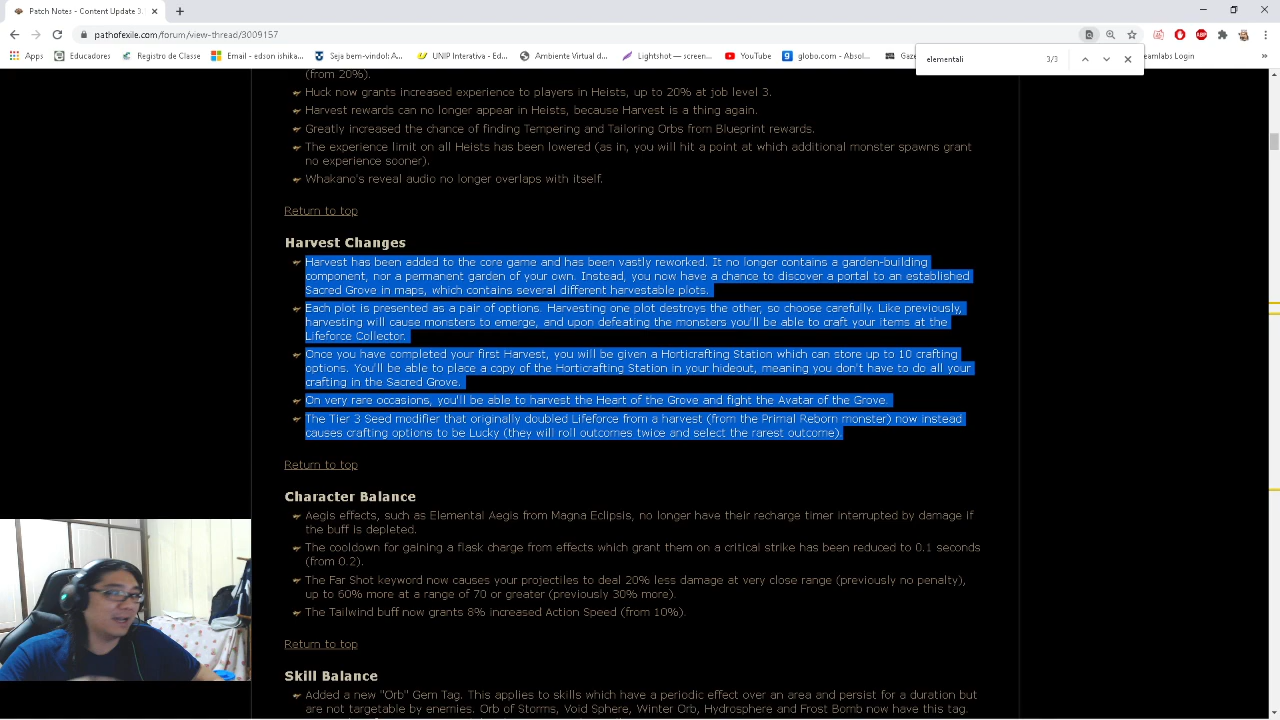 Patch Notes - Content Update 3.
pathofexile.com/forum/view-thread/3009157
Apps
Educadores
Registro de Classe
Email - edson ishika...
Seja bem-vindo!: A...
UNIP Interativa - Ed...
Ambiente Virtual d...
Lightshot — screen...
YouTube
globo.com - Absol...
Gaze
eamlabs Login
elementali
3/3
(from 20%).
Huck now grants increased experience to players in Heists, up to 20% at job level 3.
Harvest rewards can no longer appear in Heists, because Harvest is a thing again.
Greatly increased the chance of finding Tempering and Tailoring Orbs from Blueprint rewards.
The experience limit on all Heists has been lowered (as in, you will hit a point at which additional monster spawns grant
no experience sooner).
Whakano's reveal audio no longer overlaps with itself.
Return to top
Harvest Changes
Harvest has been added to the core game and has been vastly reworked. It no longer contains a garden-building
component, nor a permanent garden of your own. Instead, you now have a chance to discover a portal to an established
Sacred Grove in maps, which contains several different harvestable plots.
Each plot is presented as a pair of options. Harvesting one plot destroys the other, so choose carefully. Like previously,
harvesting will cause monsters to emerge, and upon defeating the monsters you'll be able to craft your items at the
Lifeforce Collector.
Once you have completed your first Harvest, you will be given a Horticrafting Station which can store up to 10 crafting
options. You'll be able to place a copy of the Horticrafting Station in your hideout, meaning you don't have to do all your
crafting in the Sacred Grove.
On very rare occasions, you'll be able to harvest the Heart of the Grove and fight the Avatar of the Grove.
The Tier 3 Seed modifier that originally doubled Lifeforce from a harvest (from the Primal Reborn monster) now instead
causes crafting options to be Lucky (they will roll outcomes twice and select the rarest outcome).
Return to top
Character Balance
Aegis effects, such as Elemental Aegis from Magna Eclipsis, no longer have their recharge timer interrupted by damage if
the buff is depleted.
The cooldown for gaining a flask charge from effects which grant them on a critical strike has been reduced to 0.1 seconds
(from 0.2).
The Far Shot keyword now causes your projectiles to deal 20% less damage at very close range (previously no penalty),
up to 60% more at a range of 70 or greater (previously 30% more).
The Tailwind buff now grants 8% increased Action Speed (from 10%).
Return to top
Skill Balance
Added a new "Orb" Gem Tag. This applies to skills which have a periodic effect over an area and persist for a duration but
are not targetable by enemies. Orb of Storms, Void Sphere, Winter Orb, Hydrosphere and Frost Bomb now have this tag.